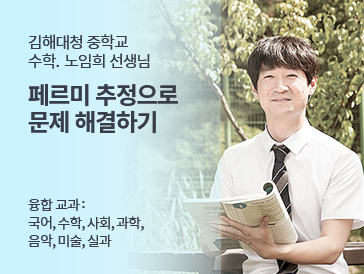 김해대청 중학교
수학. 노임희 선생님
페르미 추정으로
문제 해결하기
융합 교과 :
국어, 수학, 사회, 과학,
음악, 미술, 실과